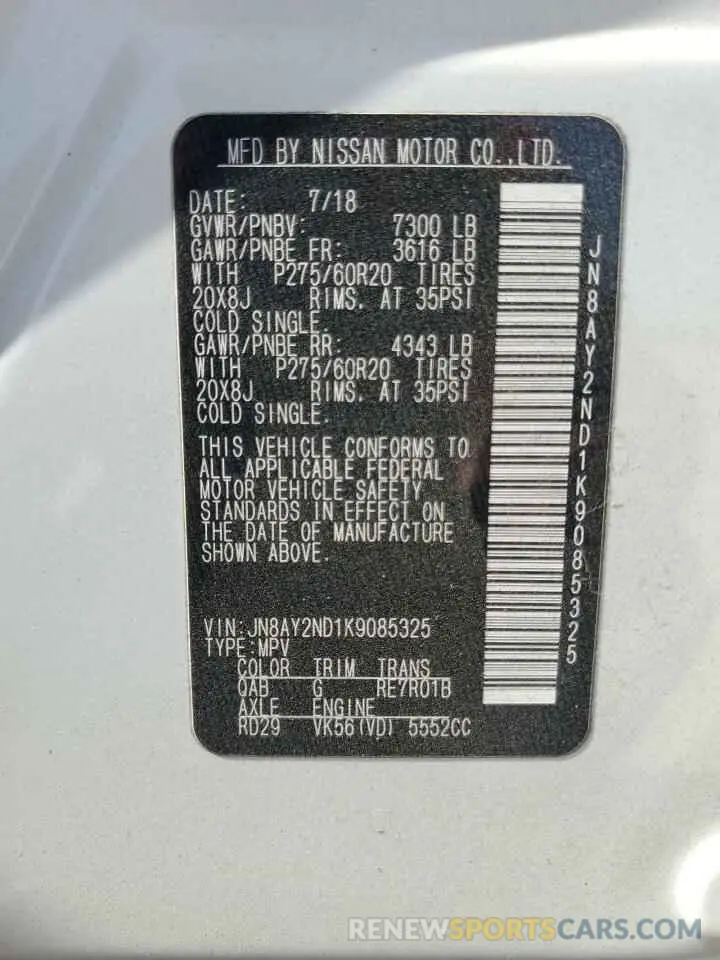 MFD BY NISSAN MOTOR CO.,LTD.
DATE: 7/18
GVWR/PNBV: 7300 LB
GAWR/PNBE FR: 3616 LB
WITH P275/60R20 TIRES
20X8J RIMS. AT 35PSI
COLD SINGLE.
GAWR/PNBE RR: 4343 LB
WITH P275/60R20 TIRES
20X8J RIMS. AT 35PSI
COLD SINGLE.
THIS VEHICLE CONFORMS TO
ALL APPLICABLE FEDERAL
MOTOR VEHICLE SAFETY
STANDARDS IN EFFECT ON
THE DATE OF MANUFACTURE
SHOWN ABOVE.
VIN:JN8AY2ND1K9085325
TYPE:MPV
COLOR TRIM TRANS
QAB G RE7R01B
AXLE ENGINE
RD29 VK56(VD) 5552CC
JN8AY2ND1K9085325
RENEWSPORTSCARS.COM